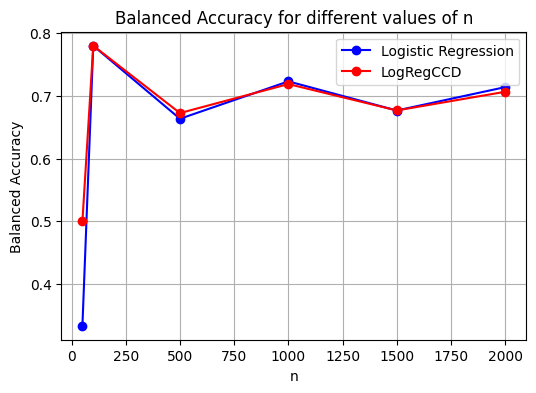 Balanced Accuracy for different values of n
Logistic Regression
LogRegCCD
Balanced Accuracy
0.8
0.7
0.6
0.5
0.4
0 250 500 750 1000 1250 1500 1750 2000
n